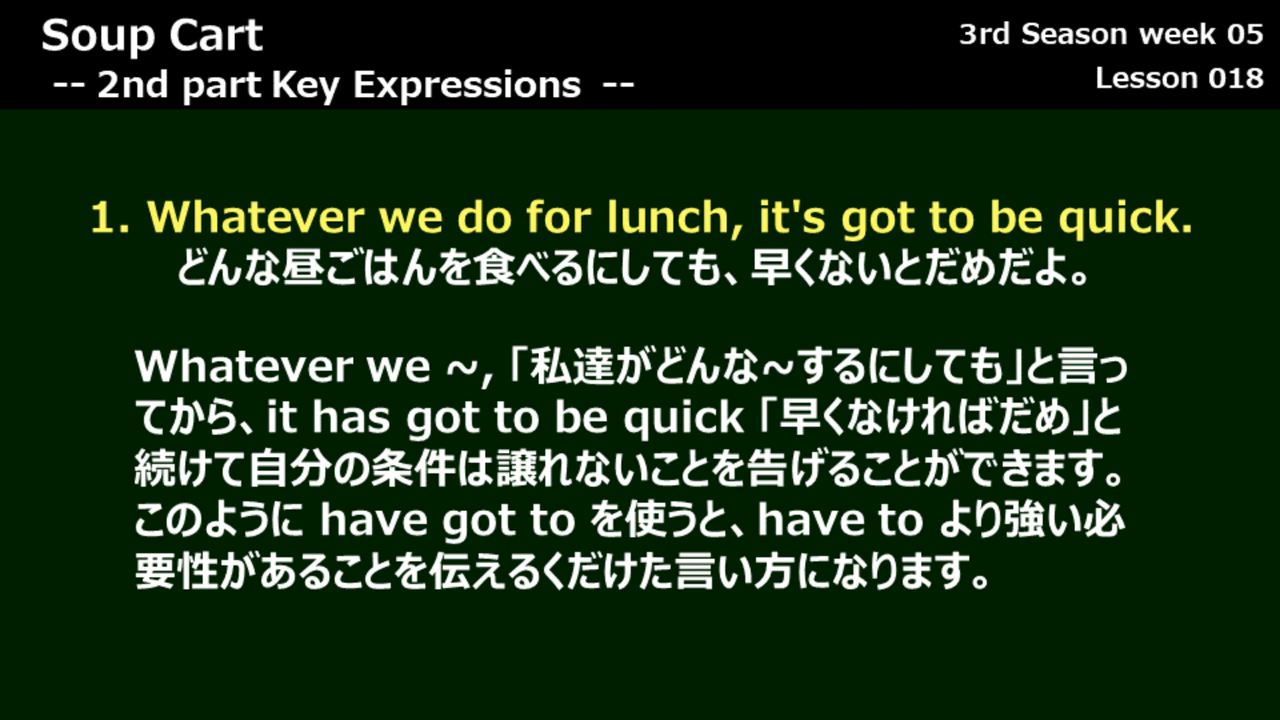 Soup Cart
3rd Season week 05
-- 2nd part Key Expressions --
Lesson 018
1. Whatever we do for lunch, it's got to be quick.
どんな昼ごはんを食べるにしても、早くないとだめだよ。
Whatever we ~,「私達がどんな~するにしても」と言っ
てから、it has got to be quick「早くなければだめ」と
続けて自分の条件は譲れないことを告げることができます。
このように have got to を使うと、have to より強い必
要性があることを伝えるくだけた言い方になります。